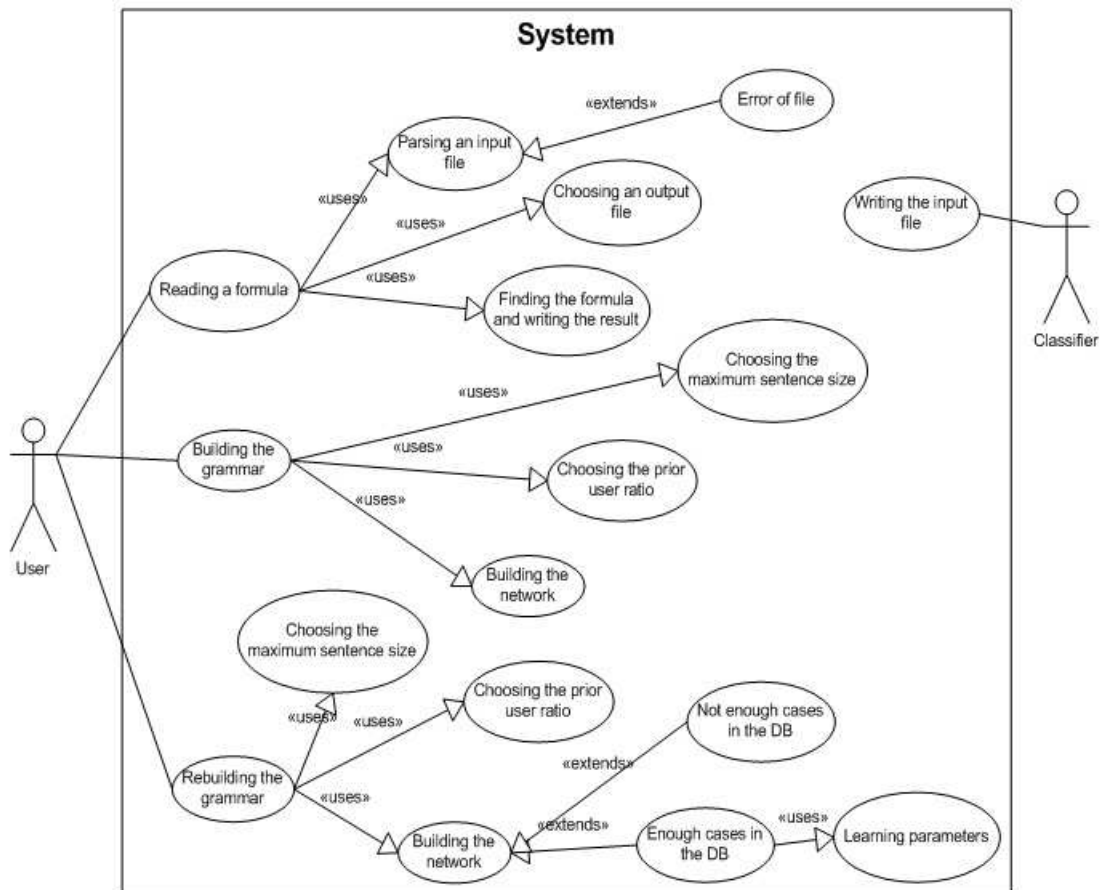 System
Error of file
«extends»
Parsing an input
file
«uses»
Choosing an output
file
Writing the input
file
«uses»
«uses»
Reading a formula
Finding the formula
and writing the result
Classifier
Choosing the
maximum sentence size
«uses»
«uses»
Building the
grammar
Choosing the prior
user ratio
«uses»
User
Building the
network
Choosing the
maximum sentence size
Choosing the prior
user ratio
Not enough cases
in the DB
«uses»
«uses»
«extends»
Rebuilding the
grammar
«uses»
«extends»
«uses»
Building the
network
Enough cases in
the DB
Learning parameters